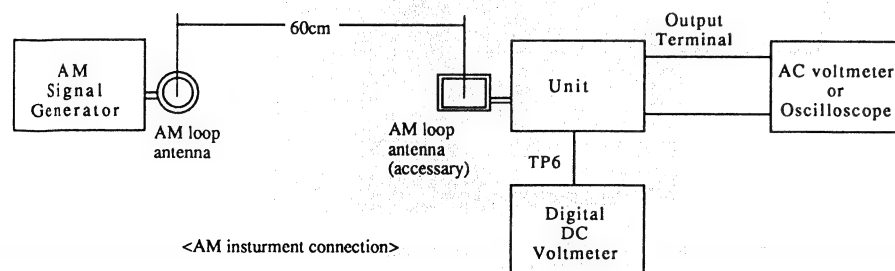 60cm
AM
Signal
Generator
AM loop
antenna
AM loop
antenna
(accessary)
Unit
Output
Terminal
AC voltmeter
or
Oscilloscope
TP6
Digital
DC
Voltmeter
<AM insturment connection>